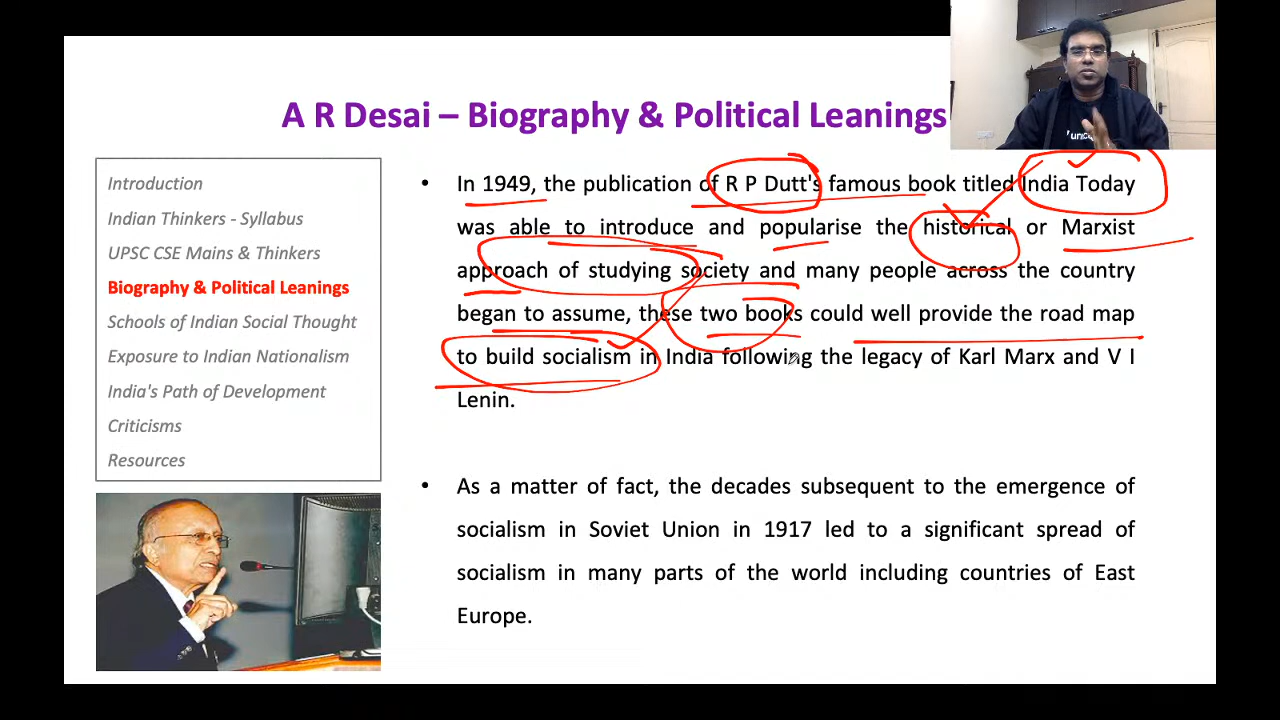 A R Desai – Biography & Political Leanings
Introduction
Indian Thinkers - Syllabus
UPSC CSE Mains & Thinkers
Biography & Political Leanings
Schools of Indian Social Thought
Exposure to Indian Nationalism
India's Path of Development
Criticisms
Resources
• In 1949, the publication of R P Dutt's famous book titled India Today
was able to introduce and popularise the historical or Marxist
approach of studying society and many people across the country
began to assume, these two books could well provide the road map
to build socialism in India following the legacy of Karl Marx and V I
Lenin.
• As a matter of fact, the decades subsequent to the emergence of
socialism in Soviet Union in 1917 led to a significant spread of
socialism in many parts of the world including countries of East
Europe.